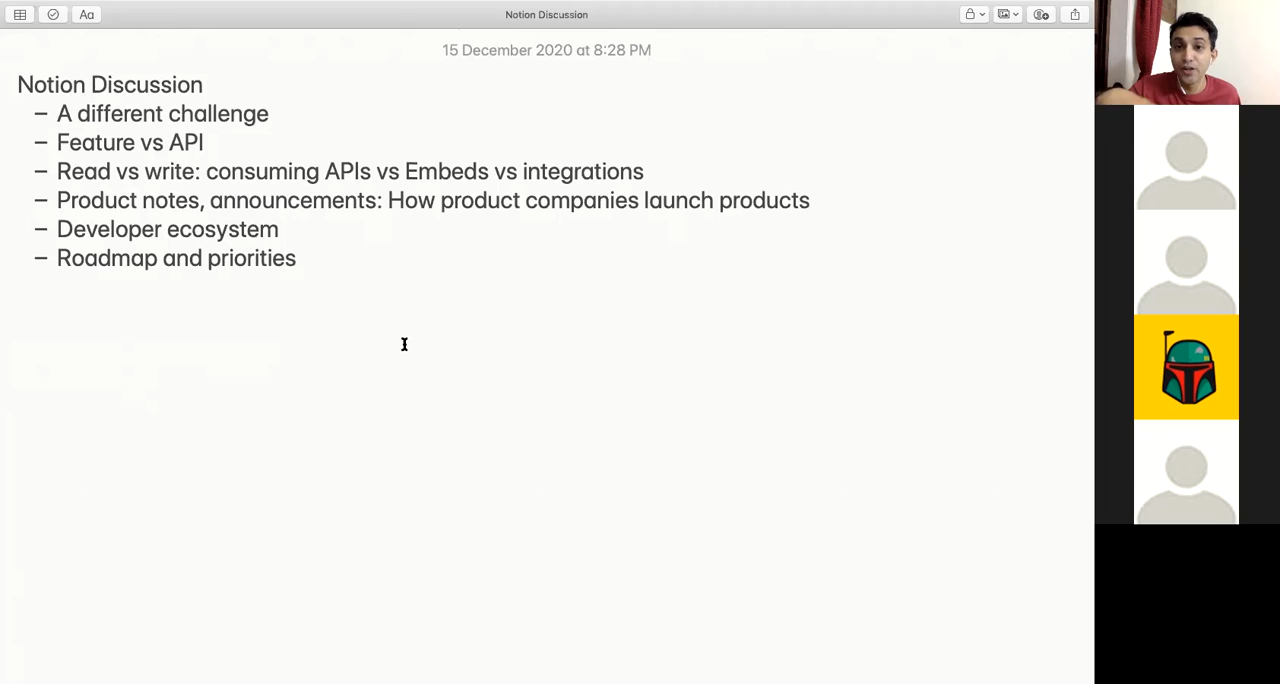 Aa
Notion Discussion
15 December 2020 at 8:28 PM
Notion Discussion
– A different challenge
– Feature vs API
– Read vs write: consuming APIs vs Embeds vs integrations
– Product notes, announcements: How product companies launch products
– Developer ecosystem
– Roadmap and priorities